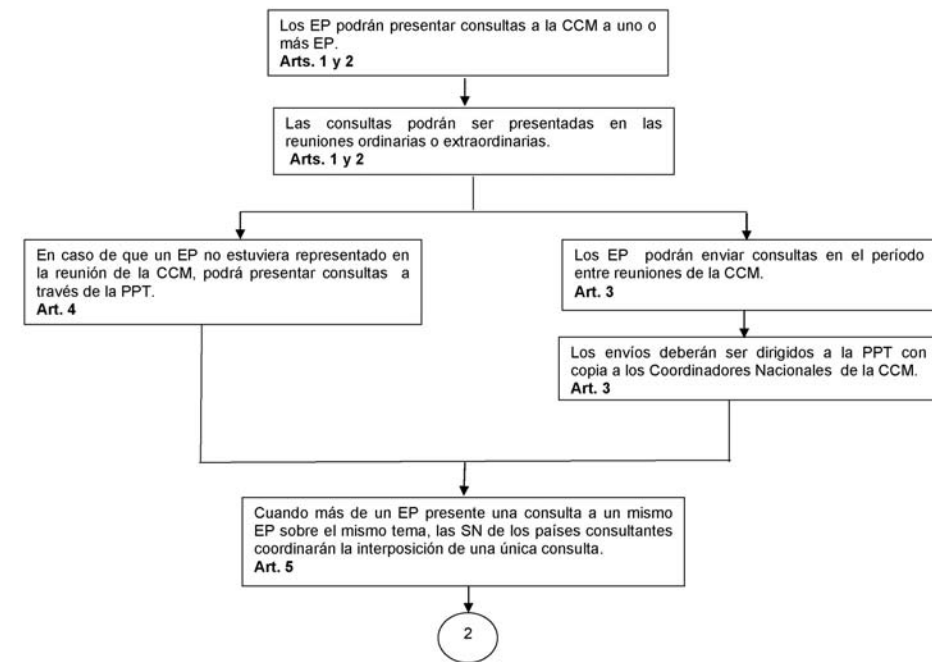 Los EP podrán presentar consultas a la CCM a uno o
más EP.
Arts. 1 y 2
Las consultas podrán ser presentadas en las
reuniones ordinarias o extraordinarias.
Arts. 1 y 2
En caso de que un EP no estuviera representado en
la reunión de la CCM, podrá presentar consultas a
través de la PPT.
Art. 4
Los EP podrán enviar consultas en el período
entre reuniones de la CCM.
Art. 3
Los envíos deberán ser dirigidos a la PPT con
copia a los Coordinadores Nacionales de la CCM.
Art. 3
Cuando más de un EP presente una consulta a un mismo
EP sobre el mismo tema, las SN de los países consultantes
coordinarán la interposición de una única consulta.
Art. 5
2